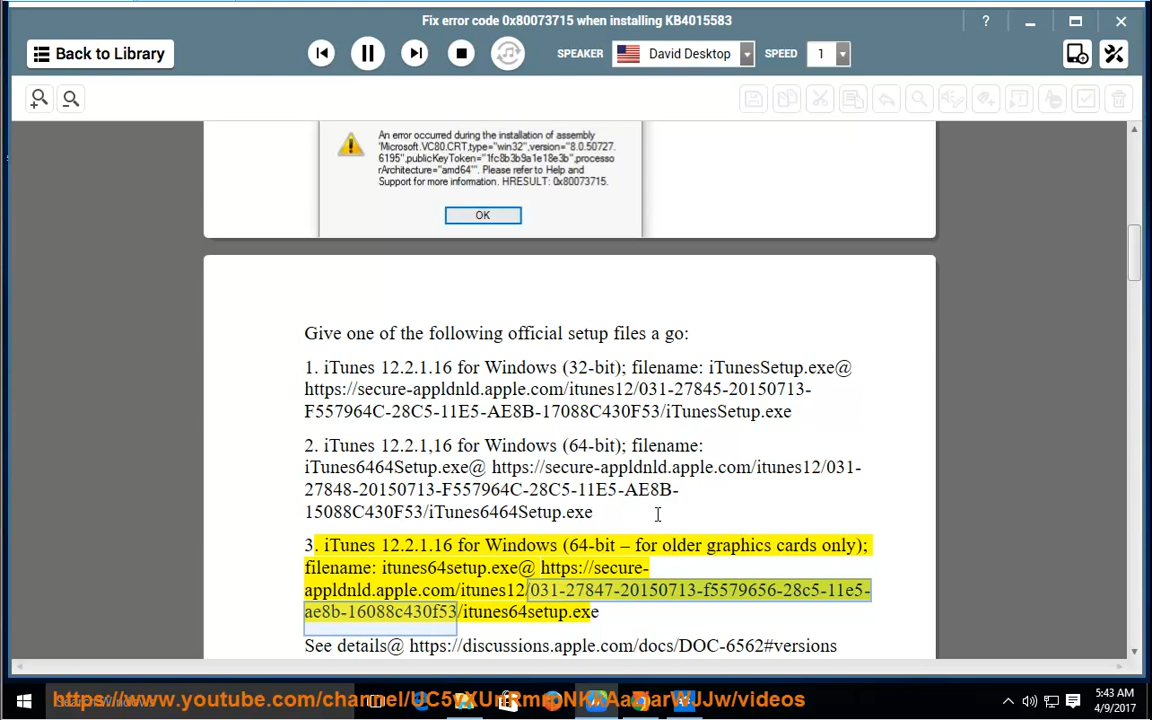 Fix error code 0x80073715 when installing KB4015583
Back to Library
SPEAKER
David Desktop
SPEED
1
An error occurred during the installation of assembly
'Microsoft.VC80.CRT,type="win32",version="8.0.50727.
6195",publicKeyToken="1fc8b3b9a1e18e3b",processo
rArchitecture="amd64"'. Please refer to Help and
Support for more information. HRESULT: 0x80073715.
OK
Give one of the following official setup files a go:
1. iTunes 12.2.1.16 for Windows (32-bit); filename: iTunesSetup.exe@
https://secure-appldnld.apple.com/itunes12/031-27845-20150713-
F557964C-28C5-11E5-AE8B-17088C430F53/iTunesSetup.exe
2. iTunes 12.2.1,16 for Windows (64-bit); filename:
iTunes6464Setup.exe@ https://secure-appldnld.apple.com/itunes12/031-
27848-20150713-F557964C-28C5-11E5-AE8B-
15088C430F53/iTunes6464Setup.exe
3. iTunes 12.2.1.16 for Windows (64-bit – for older graphics cards only);
filename: itunes64setup.exe@ https://secure-
appldnld.apple.com/itunes12/031-27847-20150713-f5579656-28c5-11e5-
ae8b-16088c430f53/itunes64setup.exe
See details@ https://discussions.apple.com/docs/DOC-6562#versions
5:43 AM
4/9/2017